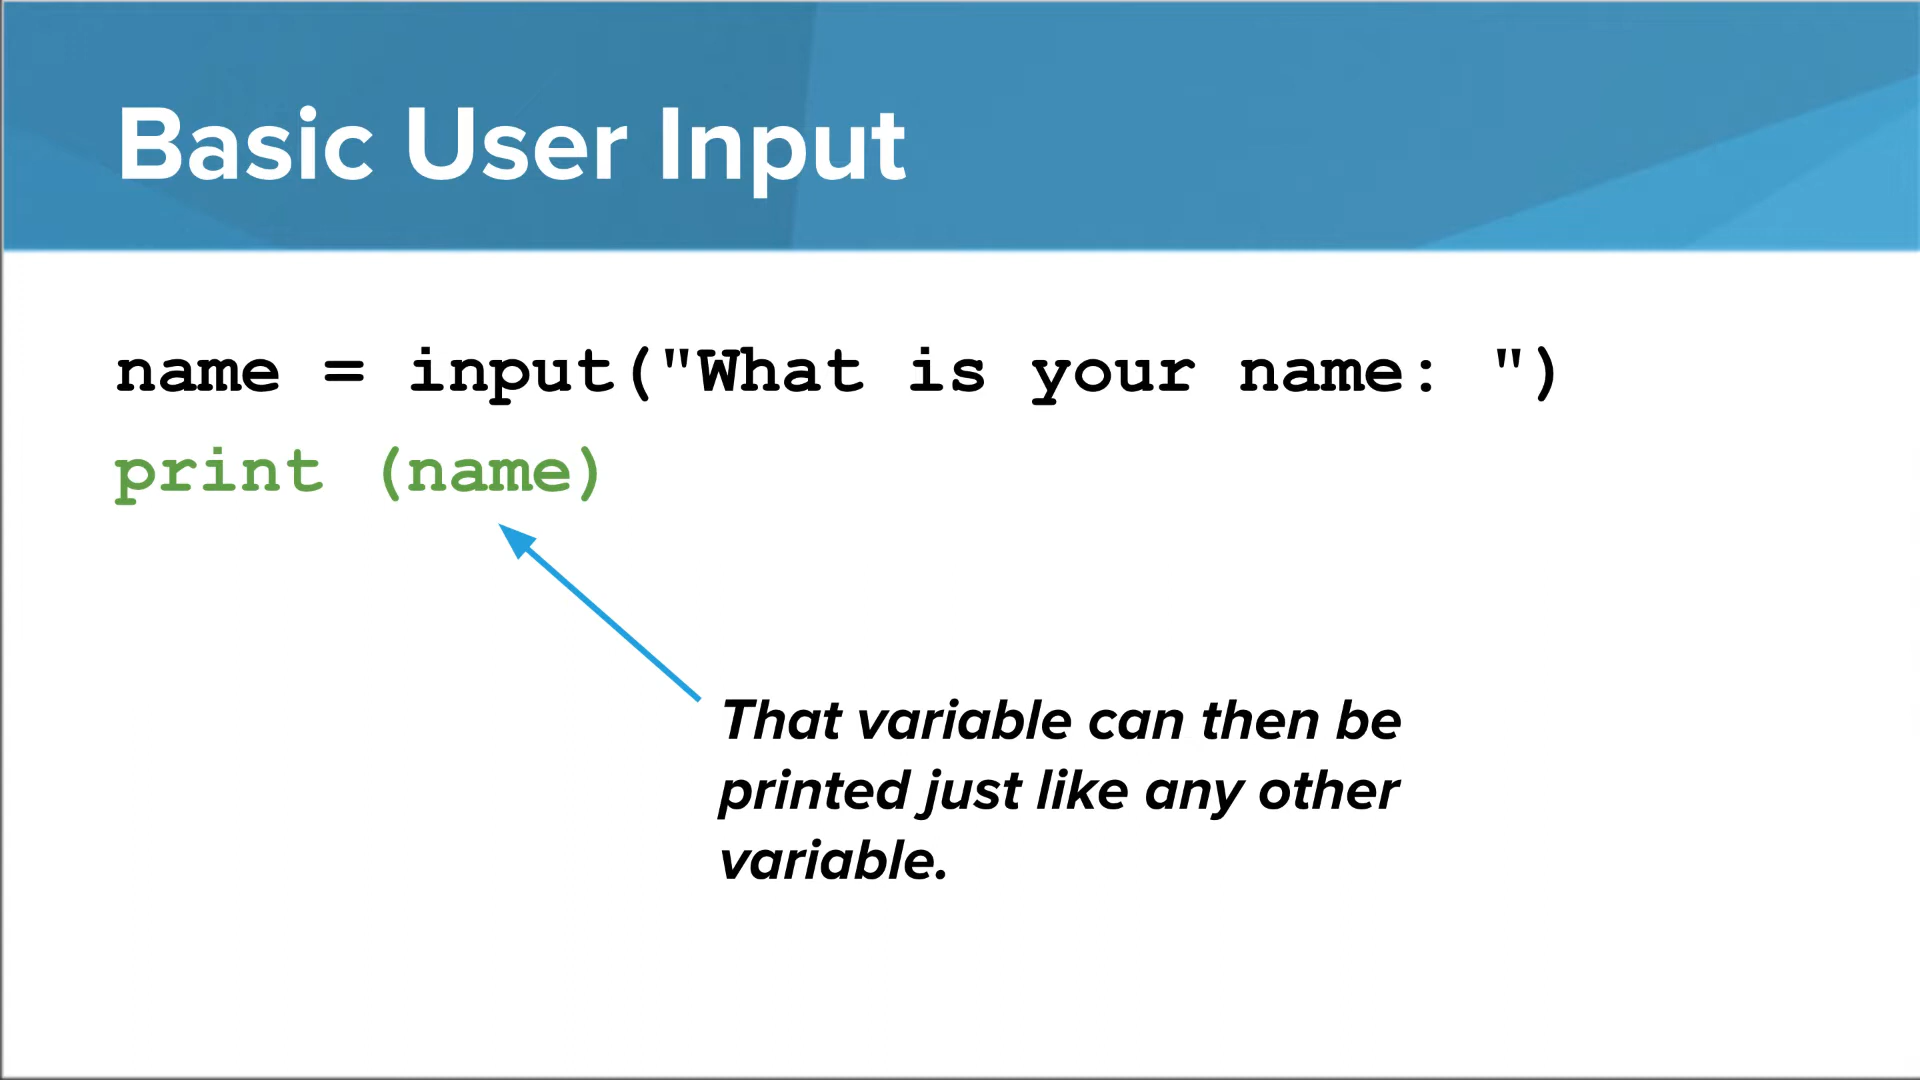 Basic User Input
name = input("What is your name: ")
print (name)
That variable can then be
printed just like any other
variable.